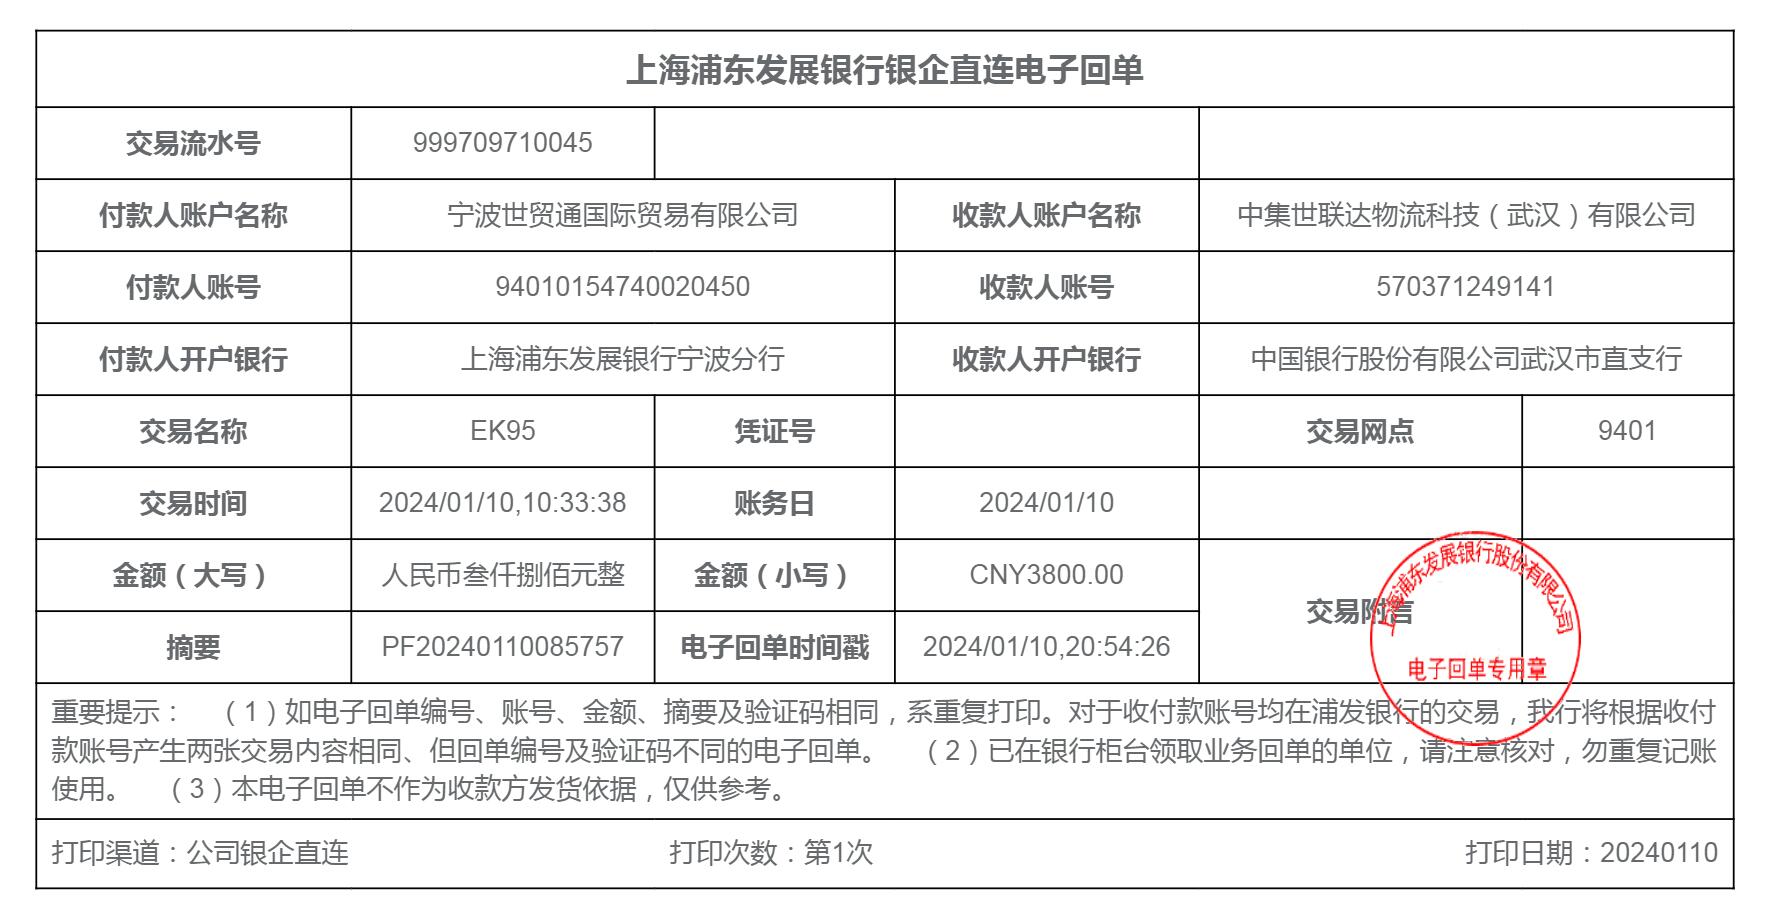 上海浦东发展银行银企直连电子回单
交易流水号 999709710045
付款人账户名称 宁波世贸通国际贸易有限公司 收款人账户名称 中集世联达物流科技（武汉）有限公司
付款人账号 94010154740020450 收款人账号 570371249141
付款人开户银行 上海浦东发展银行宁波分行 收款人开户银行 中国银行股份有限公司武汉市直支行
交易名称 EK95 凭证号 交易网点 9401
交易时间 2024/01/10,10:33:38 账务日 2024/01/10
金额（大写） 人民币叁仟捌佰元整 金额（小写） CNY3800.00
交易附言
摘要 PF20240110085757 电子回单时间戳 2024/01/10,20:54:26
上海浦东发展银行股份有限公司
电子回单专用章
重要提示： （1）如电子回单编号、账号、金额、摘要及验证码相同，系重复打印。对于收付款账号均在浦发银行的交易，我行将根据收付
款账号产生两张交易内容相同、但回单编号及验证码不同的电子回单。 （2）已在银行柜台领取业务回单的单位，请注意核对，勿重复记账
使用。 （3）本电子回单不作为收款方发货依据，仅供参考。
打印渠道：公司银企直连 打印次数：第1次 打印日期：20240110